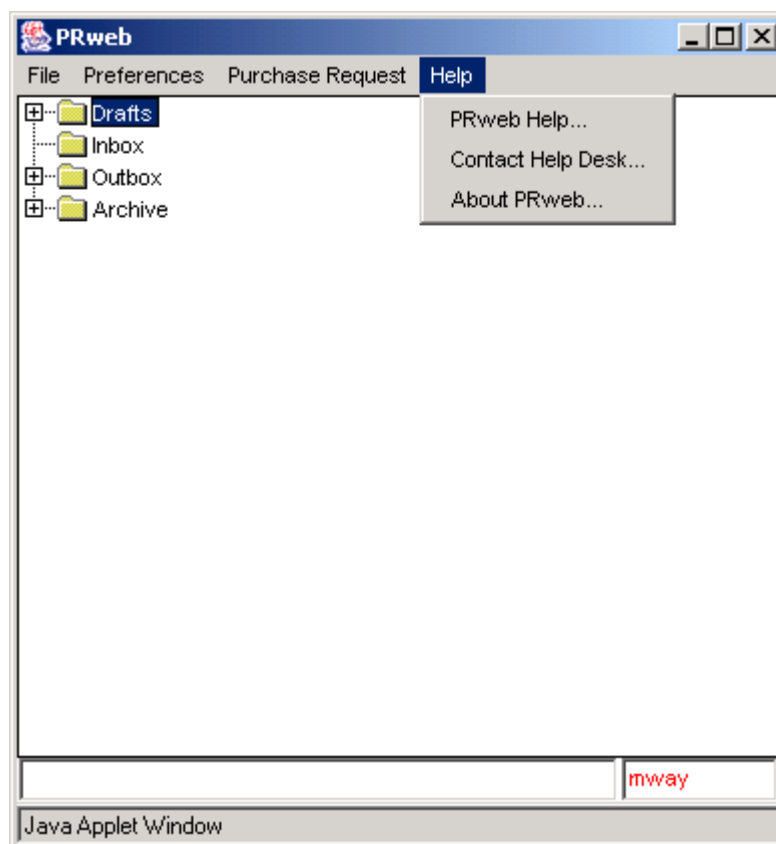 PRweb
File Preferences Purchase Request Help
Drafts
Inbox
Outbox
Archive
PRweb Help...
Contact Help Desk...
About PRweb...
mway
Java Applet Window